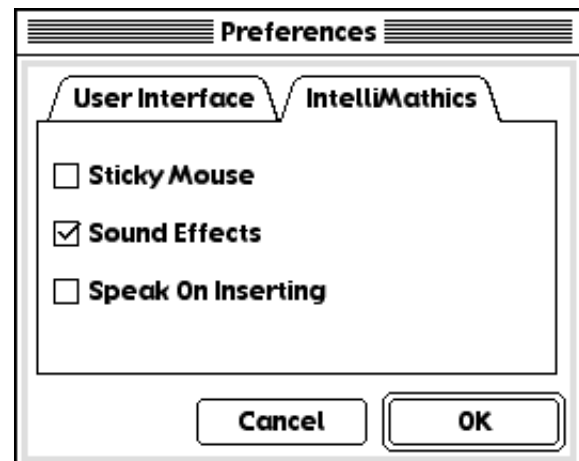 Preferences
User Interface IntelliMathics
Sticky Mouse
Sound Effects
Speak On Inserting
Cancel OK